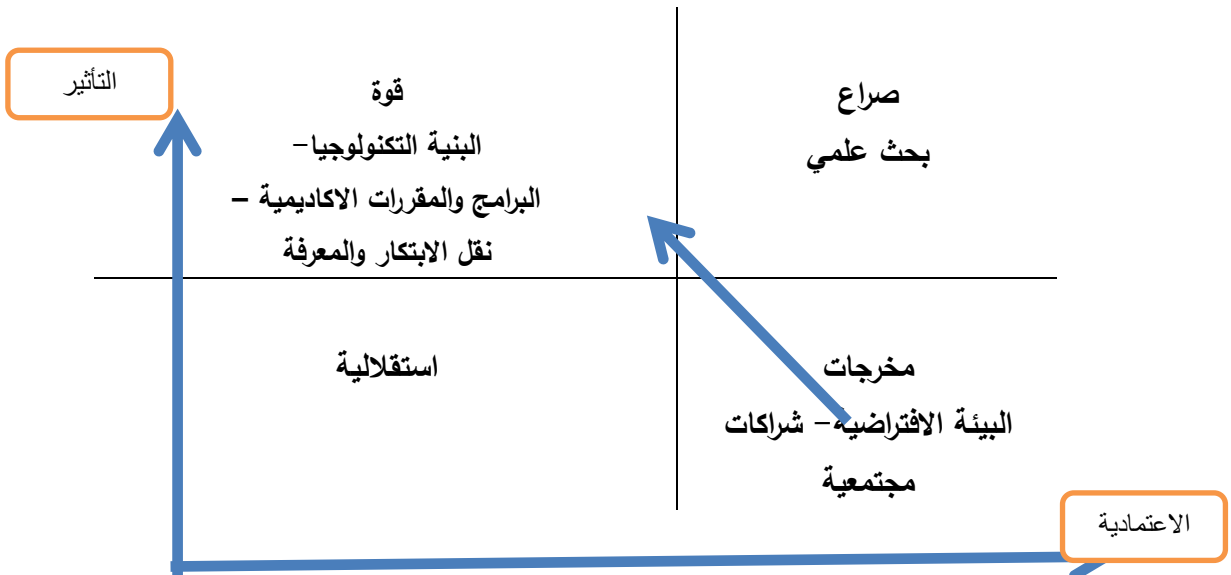 التأثير
صراع
بحث علمي
قوة
البنية التكنولوجيا-
البرامج والمقررات الاكاديمية –
نقل الابتكار والمعرفة
مخرجات
البيئة الافتراضية- شراكات
مجتمعية
استقلالية
الاعتمادية